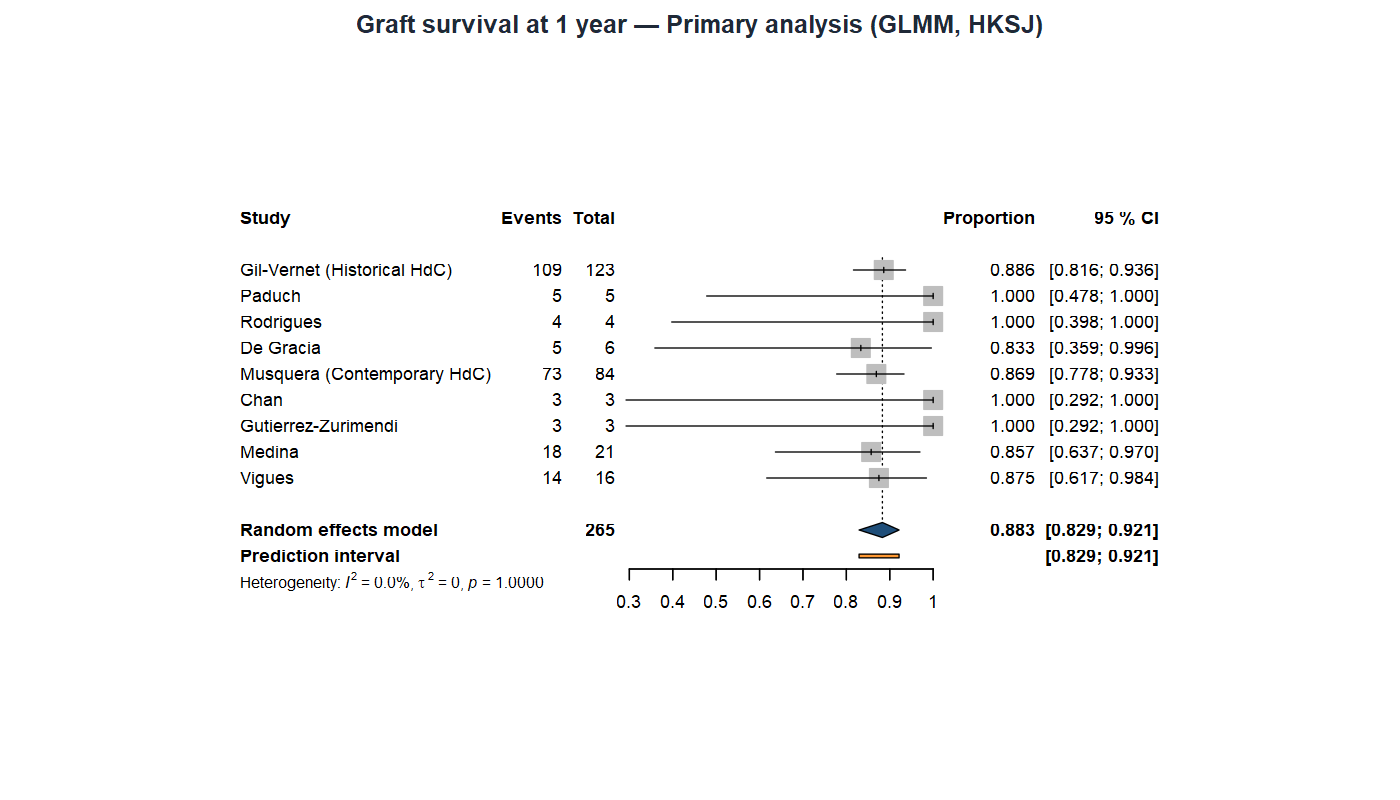 Graft survival at 1 year — Primary analysis (GLMM, HKSJ)
Study Events Total Proportion 95 % CI
Gil-Vernet (Historical HdC) 109 123 0.886 [0.816; 0.936]
Paduch 5 5 1.000 [0.478; 1.000]
Rodrigues 4 4 1.000 [0.398; 1.000]
De Gracia 5 6 0.833 [0.359; 0.996]
Musquera (Contemporary HdC) 73 84 0.869 [0.778; 0.933]
Chan 3 3 1.000 [0.292; 1.000]
Gutierrez-Zurimendi 3 3 1.000 [0.292; 1.000]
Medina 18 21 0.857 [0.637; 0.970]
Vigues 14 16 0.875 [0.617; 0.984]
Random effects model 265 0.883 [0.829; 0.921]
Prediction interval [0.829; 0.921]
Heterogeneity: I² = 0.0%, τ² = 0, p = 1.0000
0.3 0.4 0.5 0.6 0.7 0.8 0.9 1